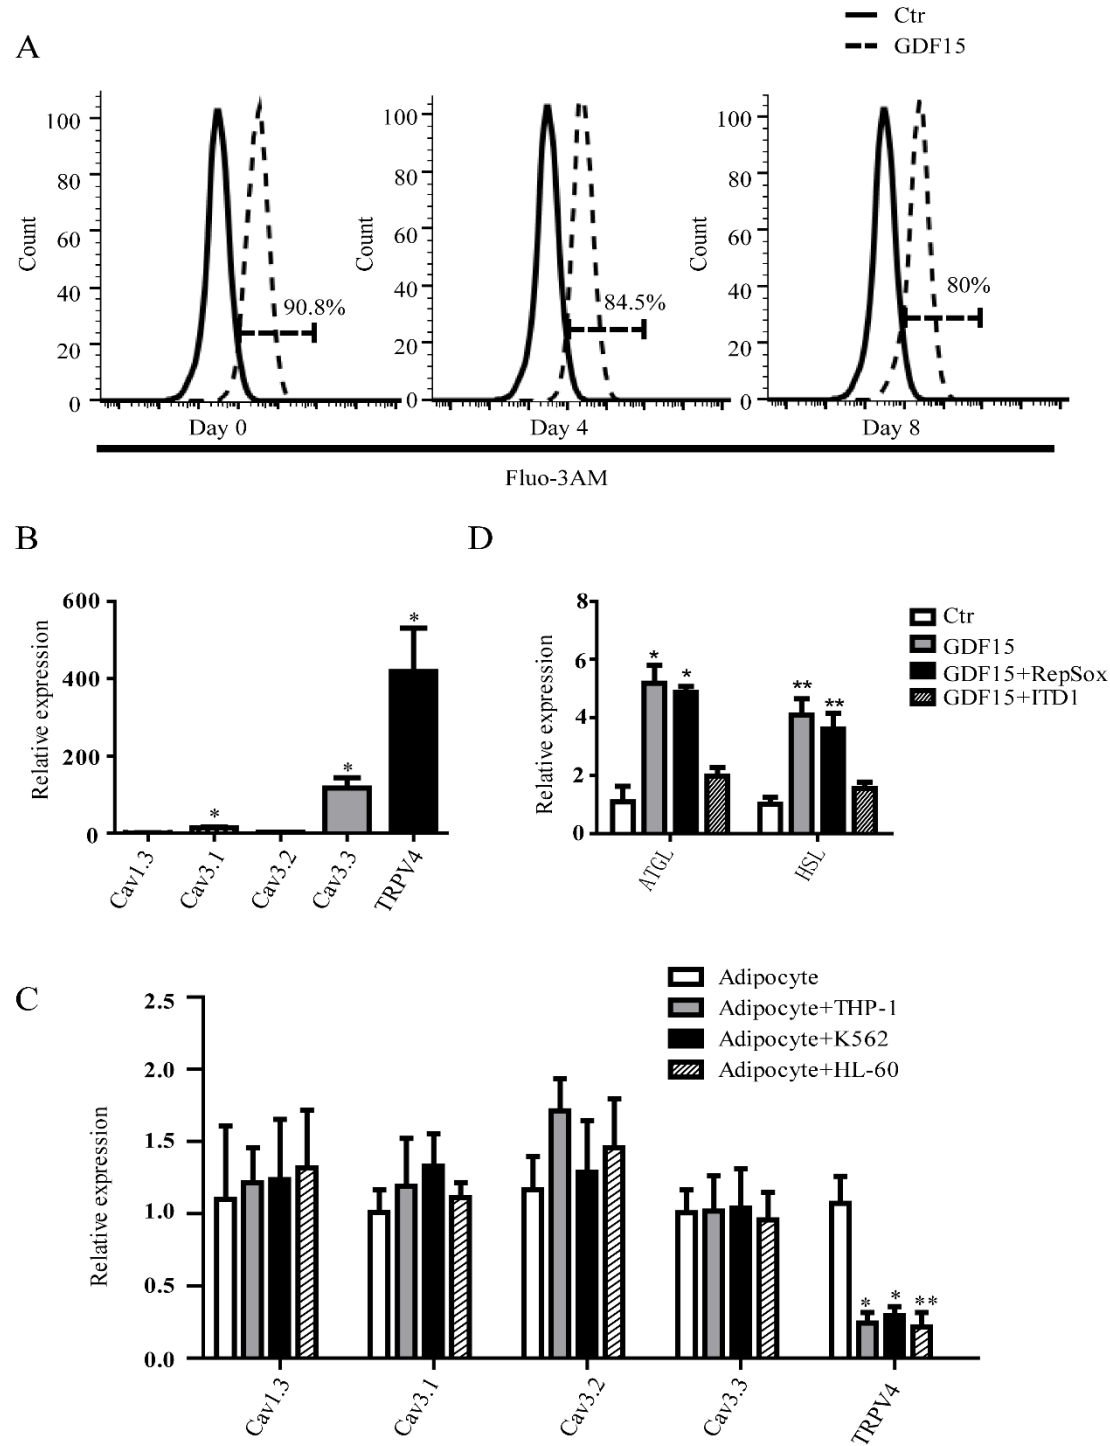 Ctr
GDF15
A
Count
100
80
60
40
20
0
90.8%
Day 0
Count
100
80
60
40
20
0
84.5%
Day 4
Count
100
80
60
40
20
0
80%
Day 8
Fluo-3AM
B
Relative expression
600
400
200
0
*
*
*
Cav1.3
Cav3.1
Cav3.2
Cav3.3
TRPV4
D
Relative expression
8
6
4
2
0
*
*
**
**
ATGL
HSL
Ctr
GDF15
GDF15+RepSox
GDF15+ITD1
C
Relative expression
2.5
2.0
1.5
1.0
0.5
0.0
Adipocyte
Adipocyte+THP-1
Adipocyte+K562
Adipocyte+HL-60
*
*
**
Cav1.3
Cav3.1
Cav3.2
Cav3.3
TRPV4